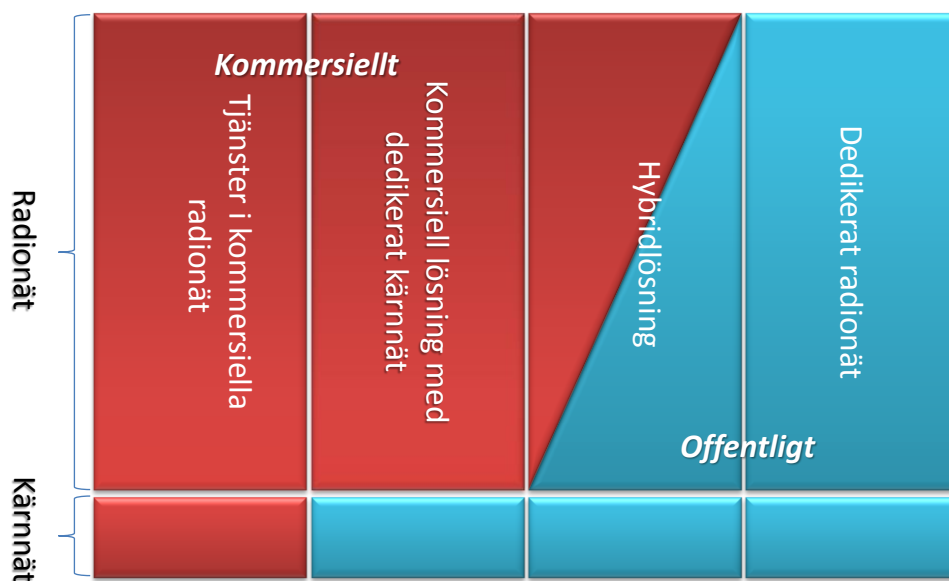 Kommersiellt
Tjänster i kommersiella
radionät
Kommersiell lösning med
dedikerat kärnnät
Hybridlösning
Dedikerat radionät
Offentligt
Radionät
Kärnnät